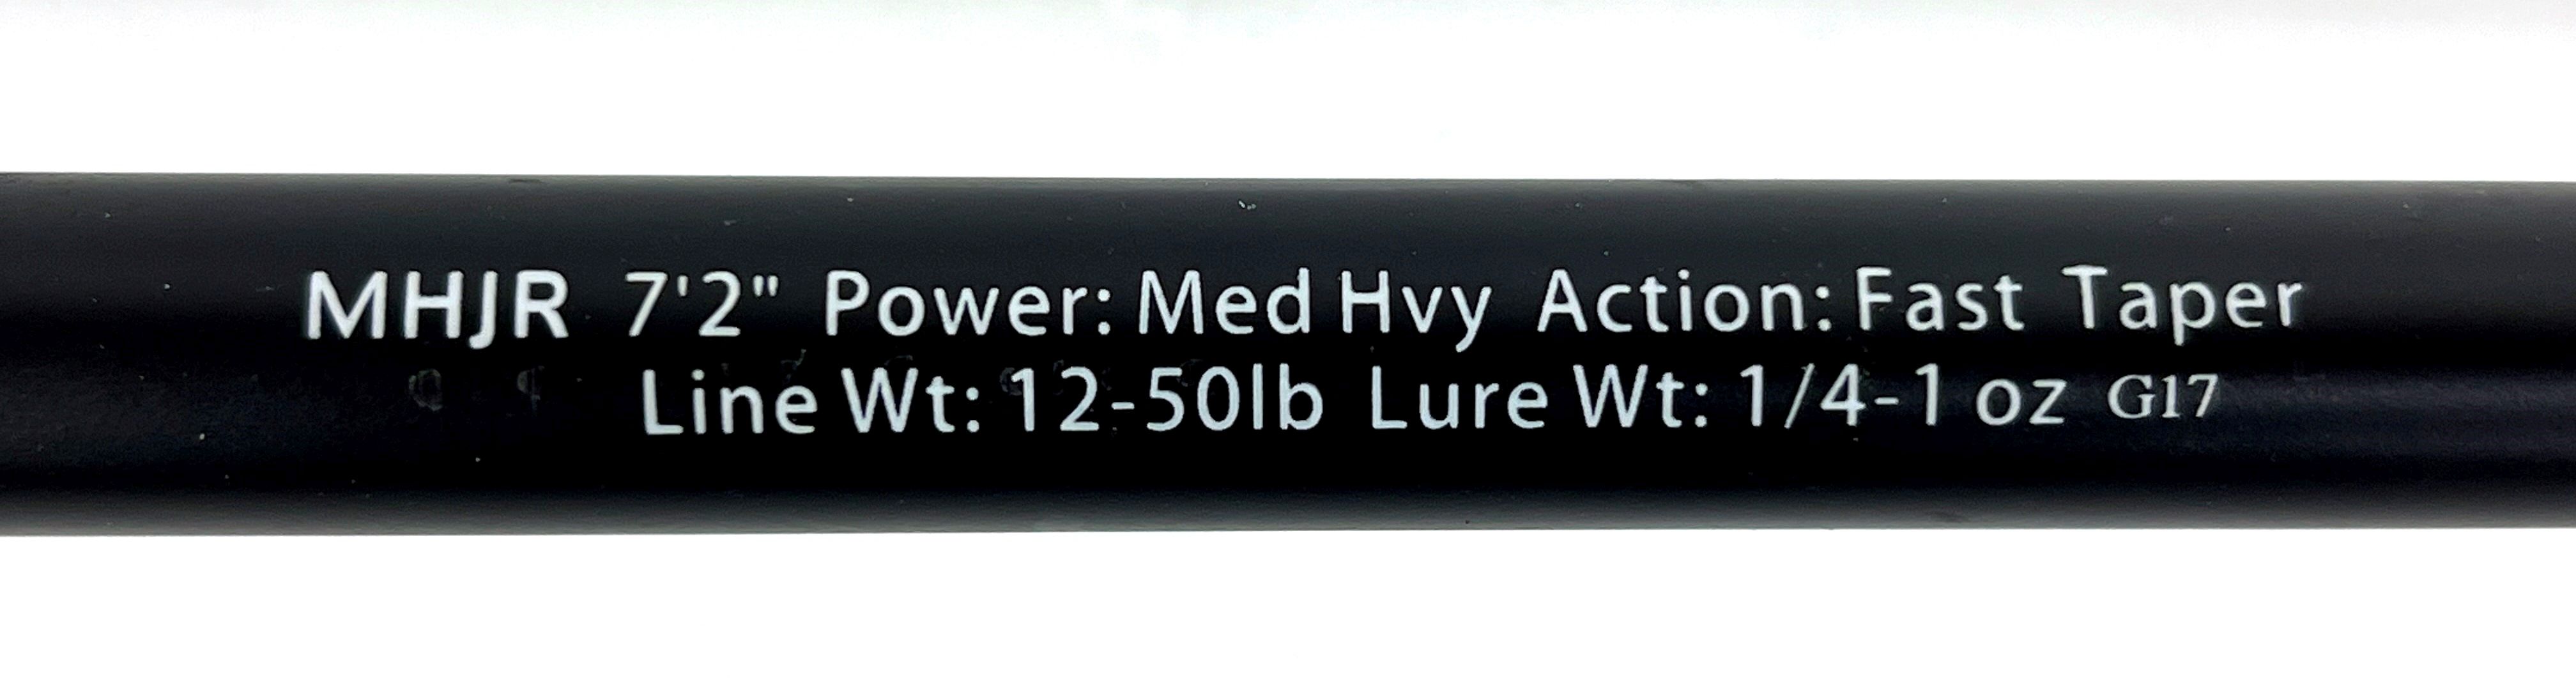 MHJR 7'2" Power: Med Hvy Action: Fast Taper
Line Wt: 12-50lb Lure Wt: 1/4-1 oz G17